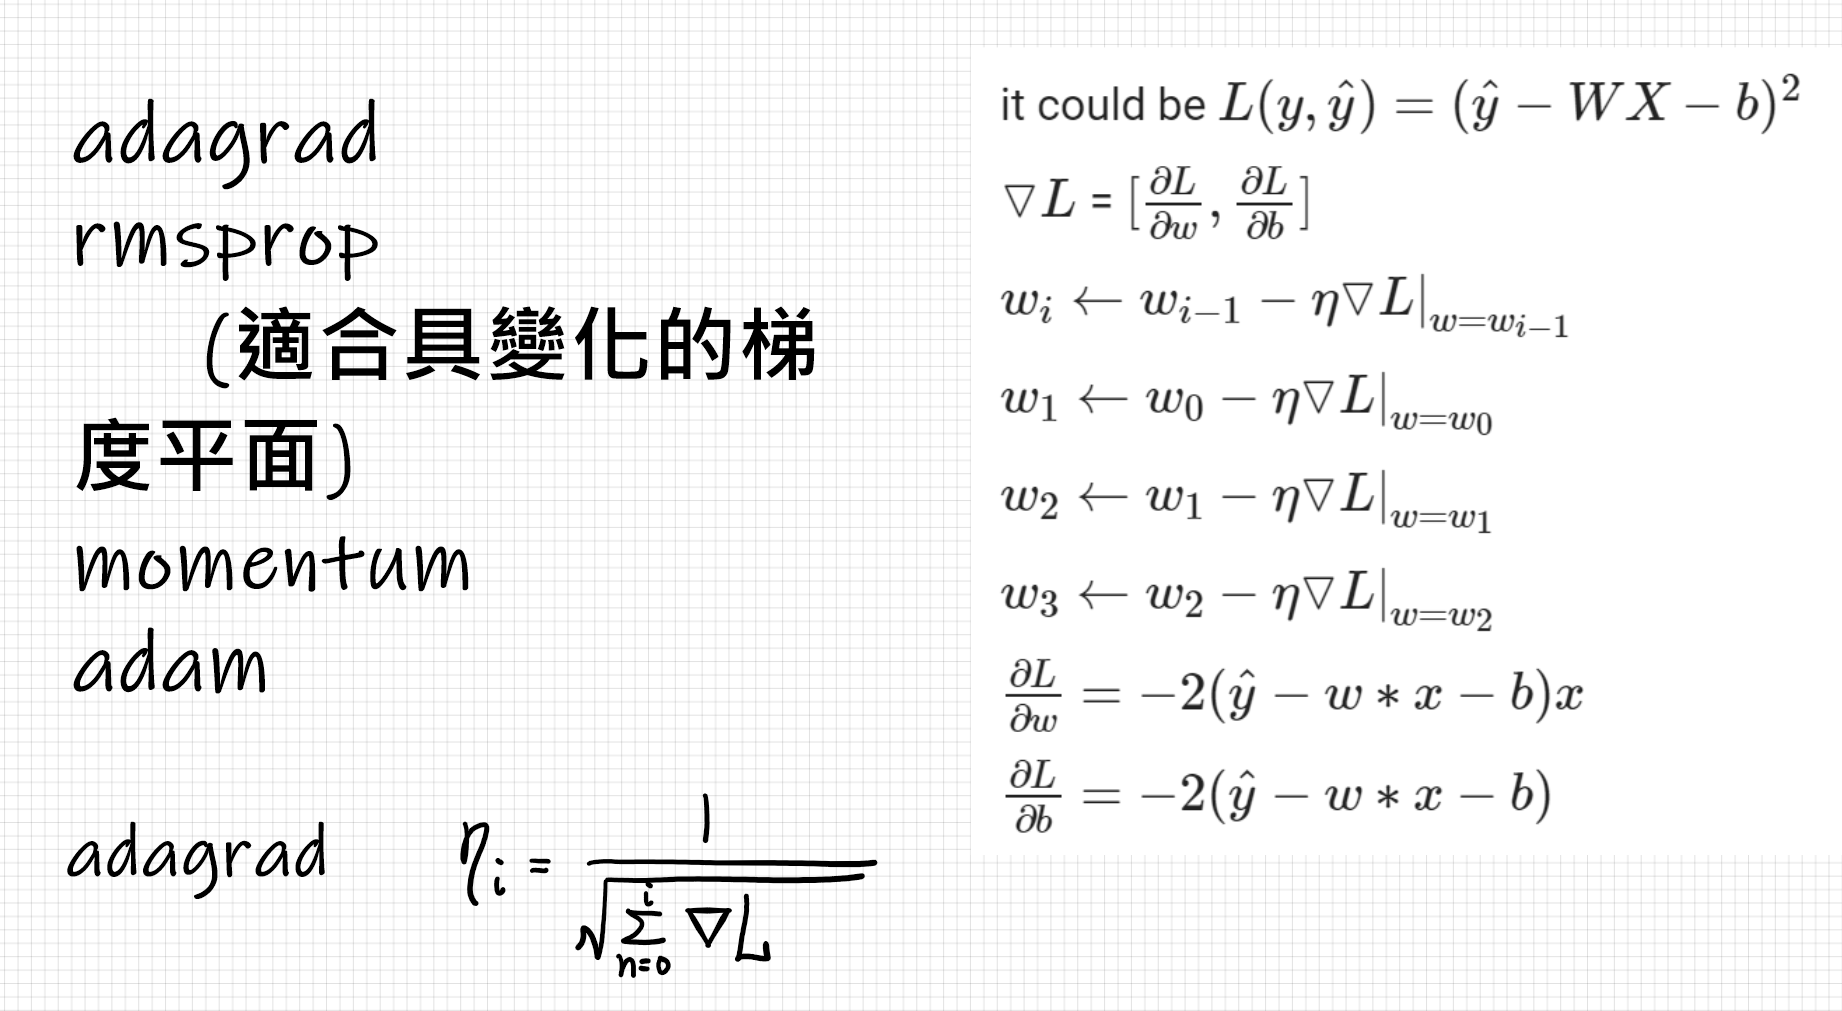 adagrad
rmsprop
(適合具變化的梯
度平面)
momentum
adam
adagrad η_i = 1 / √(∑_{n=0}^{i} ▽L)
it could be L(y, ŷ) = (ŷ − WX − b)²
▽L = [∂L/∂w, ∂L/∂b]
w_i ← w_{i−1} − η▽L|_{w=w_{i−1}}
w_1 ← w_0 − η▽L|_{w=w_0}
w_2 ← w_1 − η▽L|_{w=w_1}
w_3 ← w_2 − η▽L|_{w=w_2}
∂L/∂w = −2(ŷ − w ∗ x − b)x
∂L/∂b = −2(ŷ − w ∗ x − b)